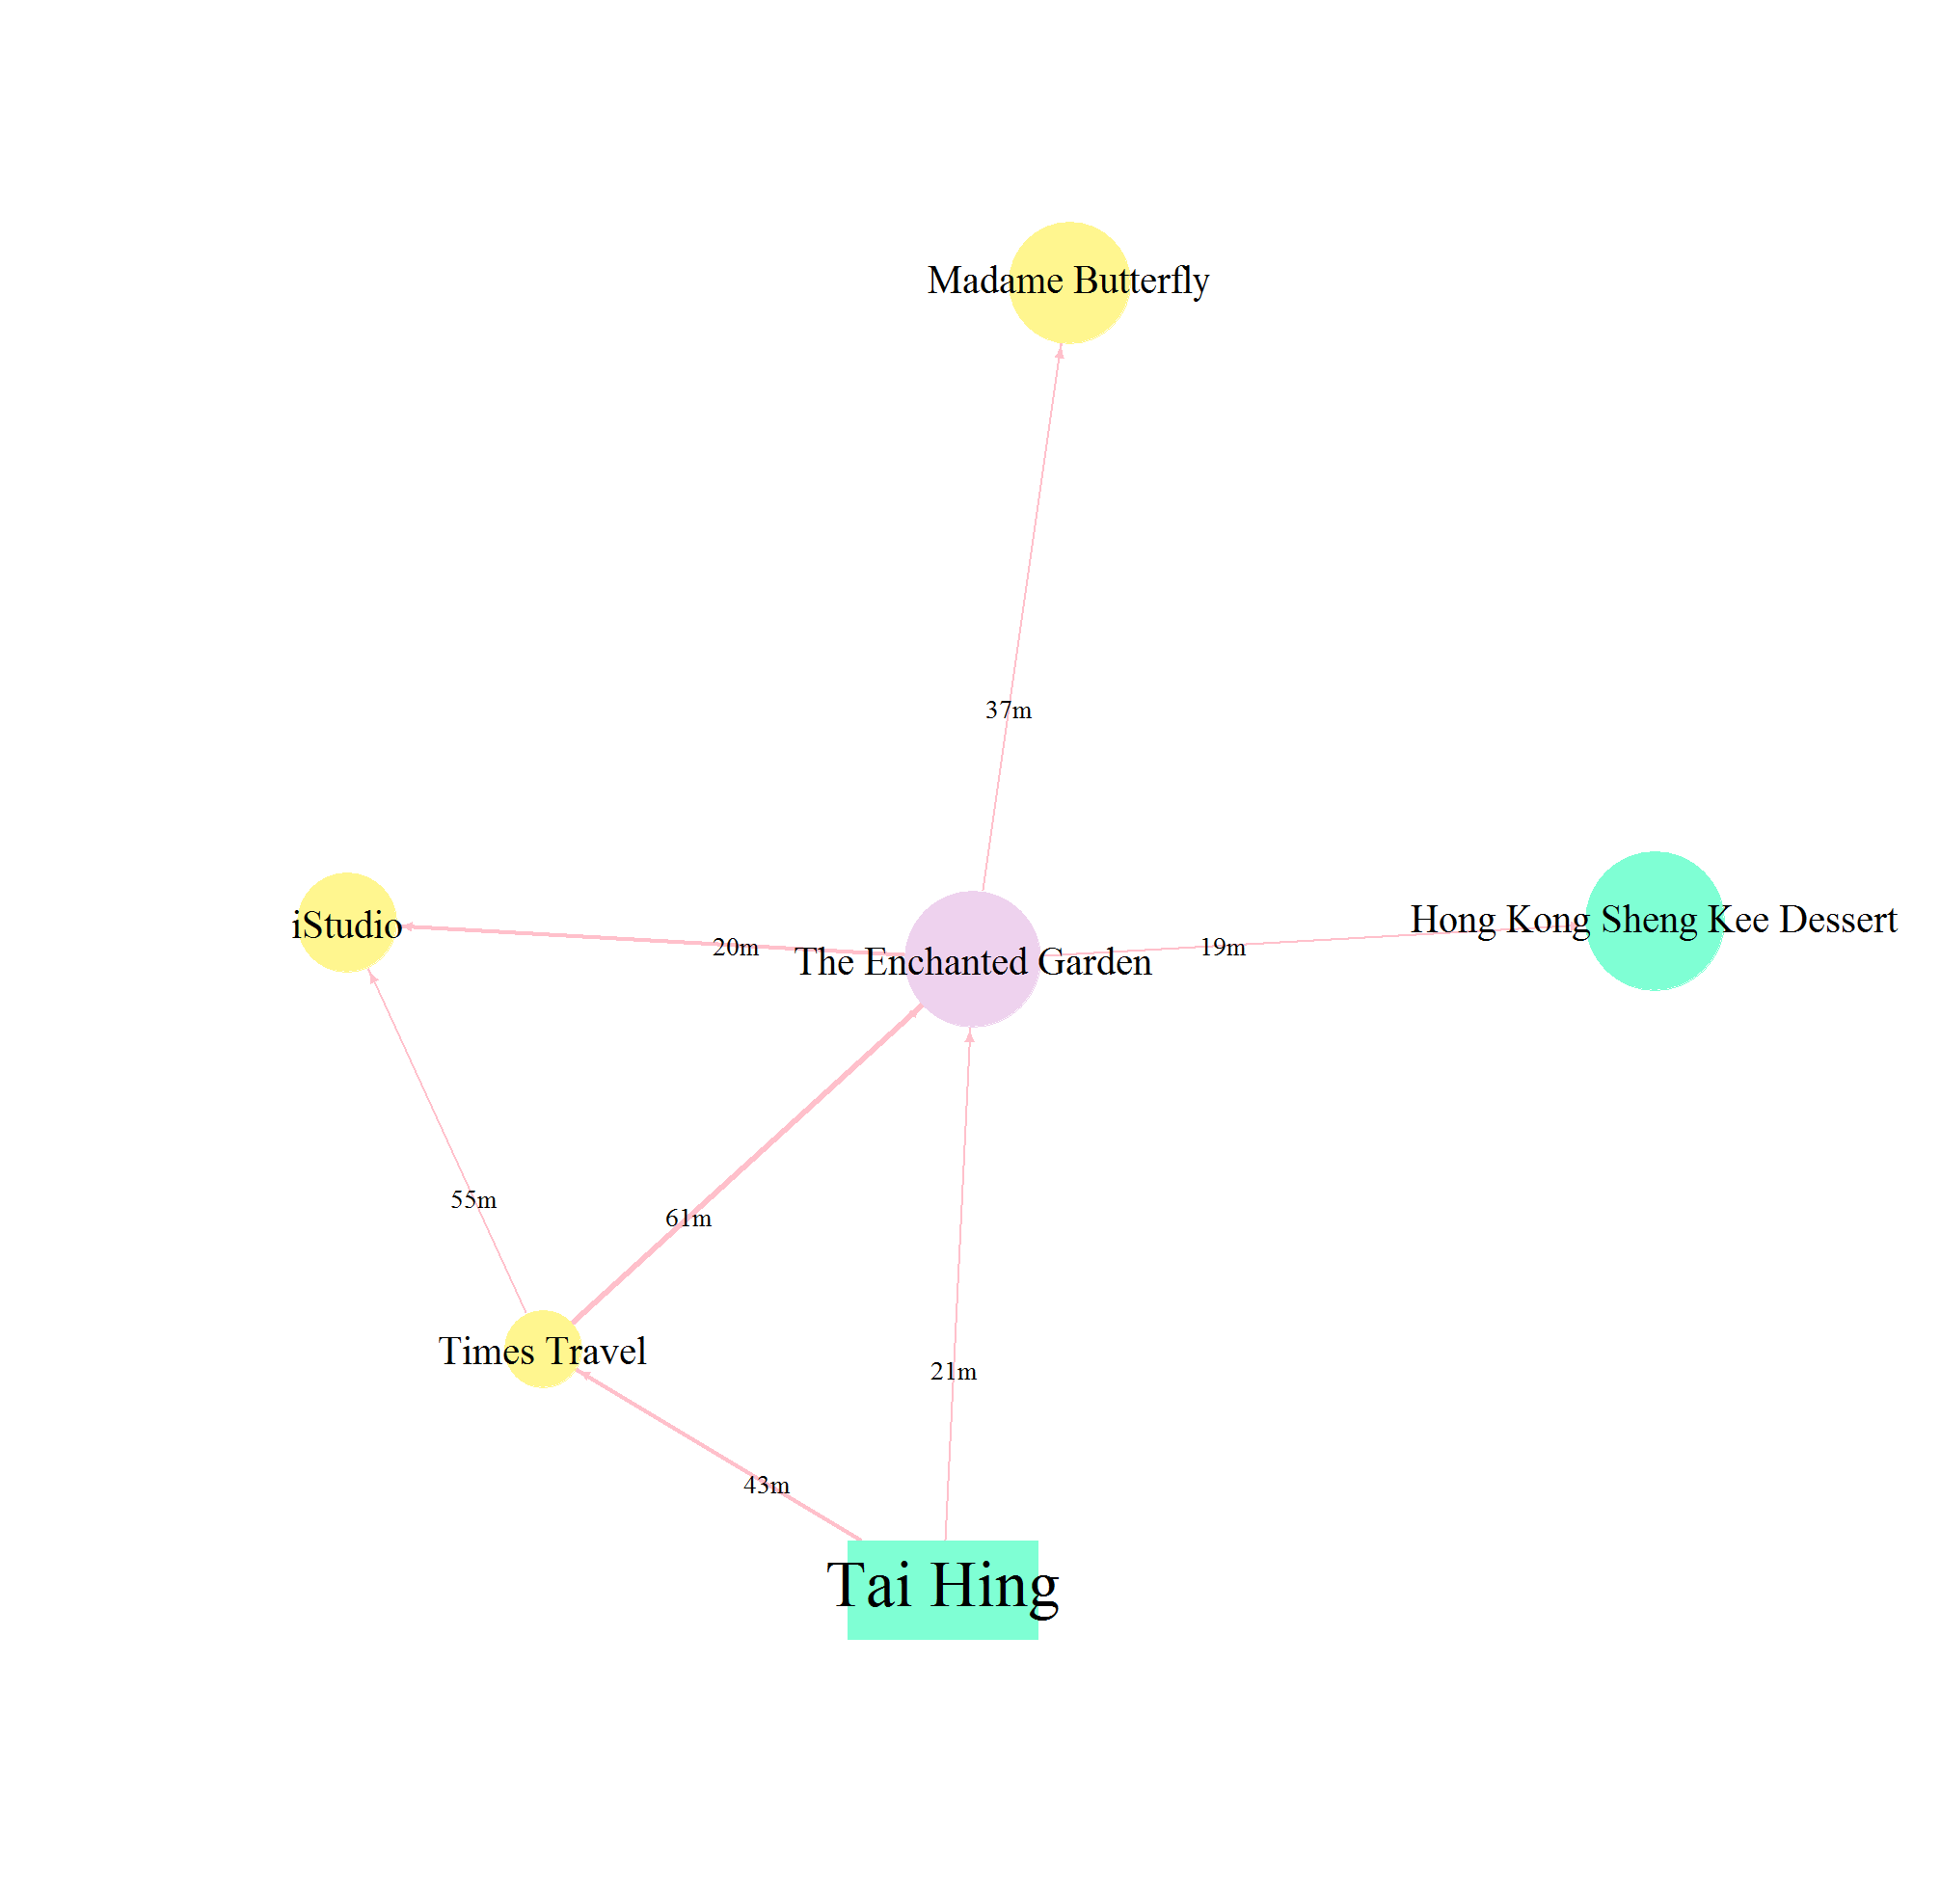 Madame Butterfly
37m
iStudio
20m
The Enchanted Garden
19m
Hong Kong Sheng Kee Dessert
55m
61m
Times Travel
21m
43m
Tai Hing